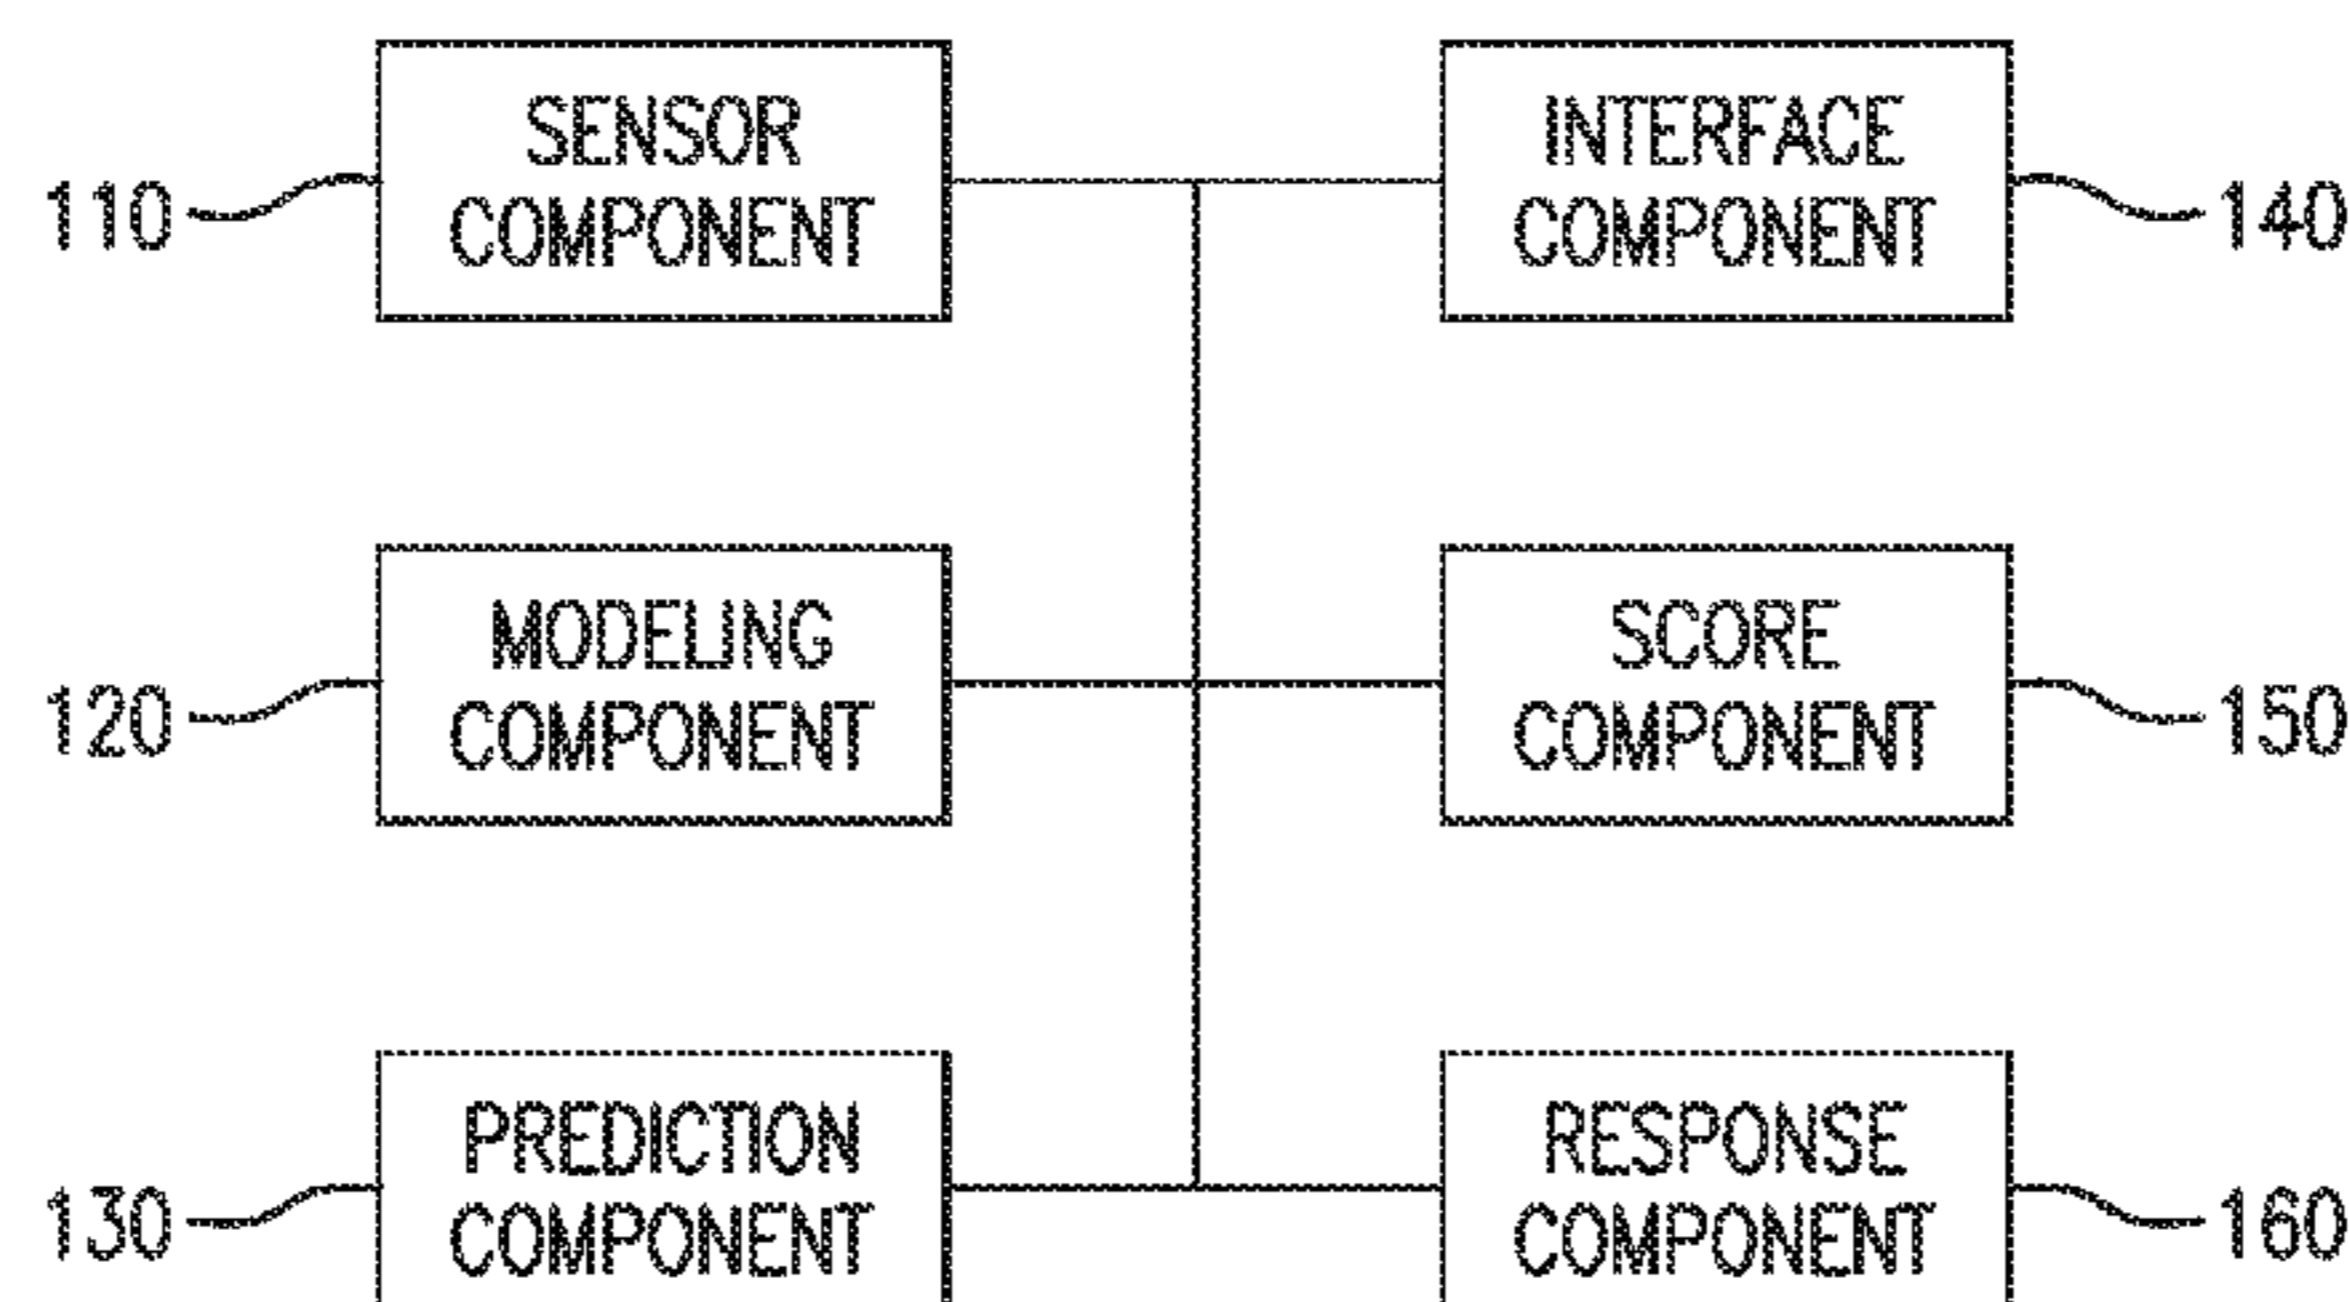 SENSOR
COMPONENT
110
INTERFACE
COMPONENT
140
MODELING
COMPONENT
120
SCORE
COMPONENT
150
PREDICTION
COMPONENT
130
RESPONSE
COMPONENT
160